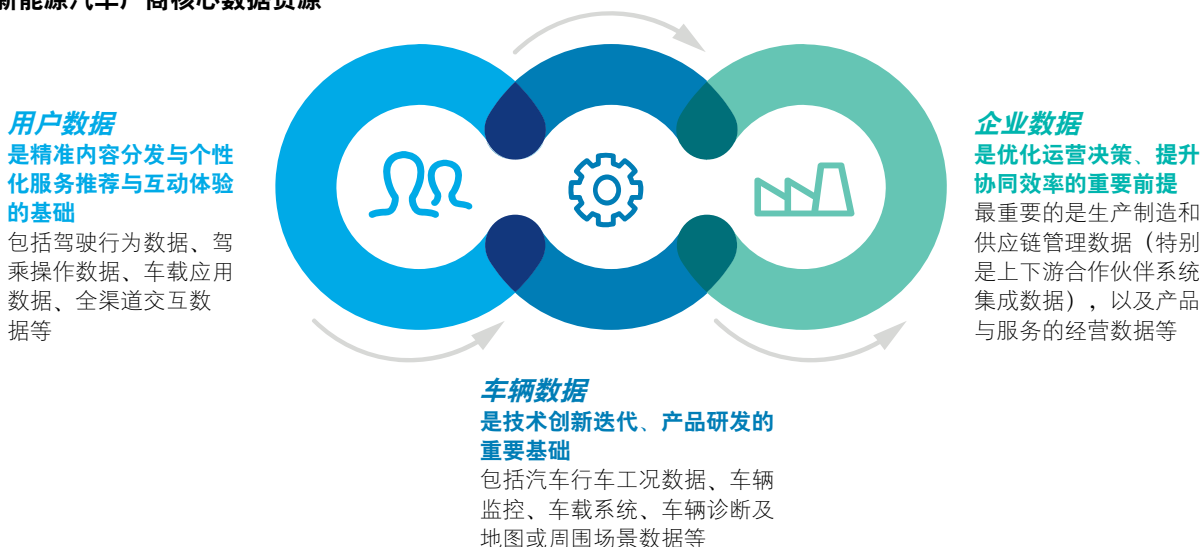 新能源汽车厂商核心数据资源
用户数据
是精准内容分发与个性
化服务推荐与互动体验
的基础
包括驾驶行为数据、驾
乘操作数据、车载应用
数据、全渠道交互数
据等
车辆数据
是技术创新迭代、产品研发的
重要基础
包括汽车行车工况数据、车辆
监控、车载系统、车辆诊断及
地图或周围场景数据等
企业数据
是优化运营决策、提升
协同效率的重要前提
最重要的是生产制造和
供应链管理数据（特别
是上下游合作伙伴系统
集成数据），以及产品
与服务的经营数据等